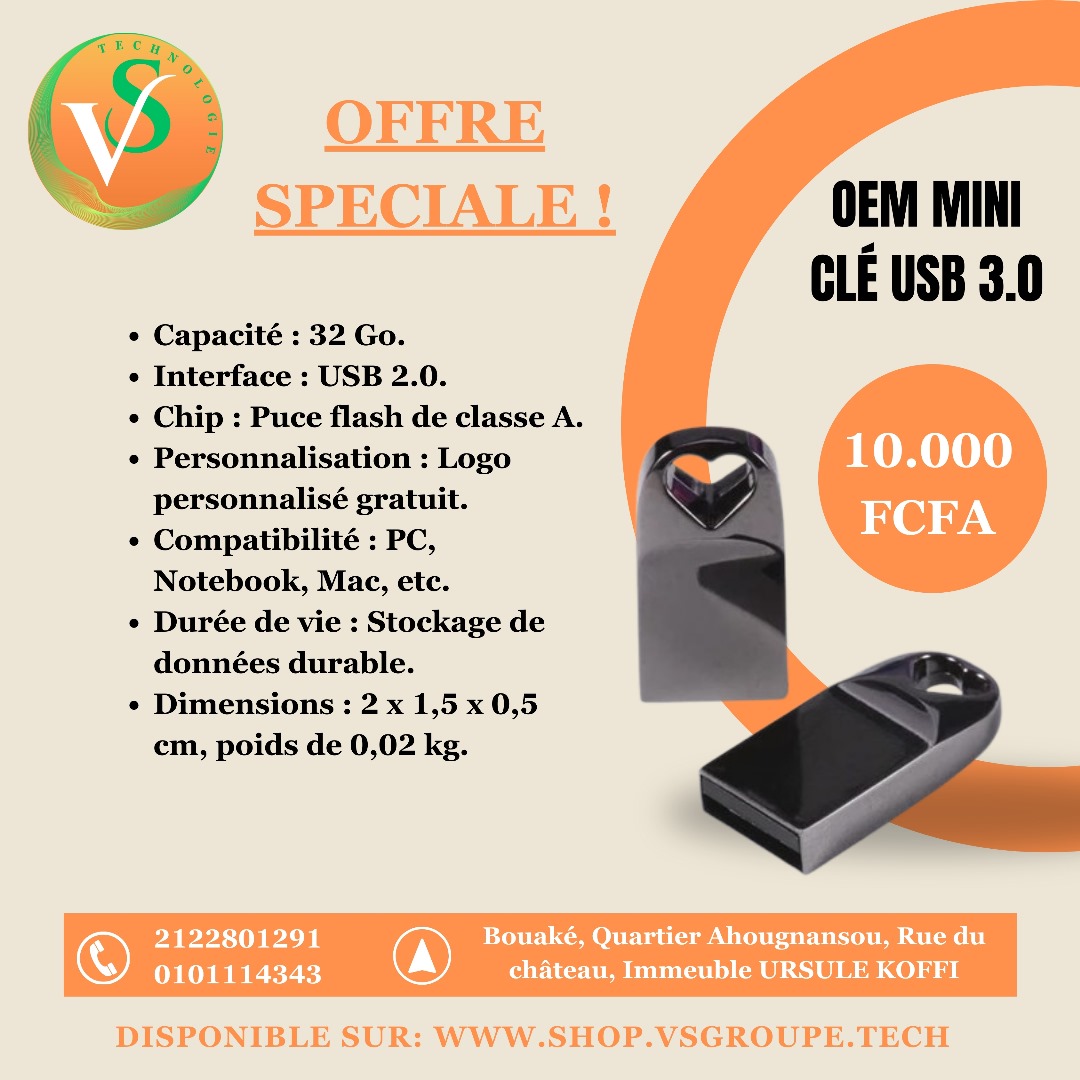 TECHNOLOGIE
VS
OFFRE
SPECIALE !
OEM MINI
CLÉ USB 3.0
Capacité : 32 Go.
Interface : USB 2.0.
Chip : Puce flash de classe A.
Personnalisation : Logo
personnalisé gratuit.
Compatibilité : PC,
Notebook, Mac, etc.
Durée de vie : Stockage de
données durable.
Dimensions : 2 x 1,5 x 0,5
cm, poids de 0,02 kg.
10.000
FCFA
2122801291
0101114343
Bouaké, Quartier Ahougnansou, Rue du
château, Immeuble URSULE KOFFI
DISPONIBLE SUR: WWW.SHOP.VSGROUPE.TECH